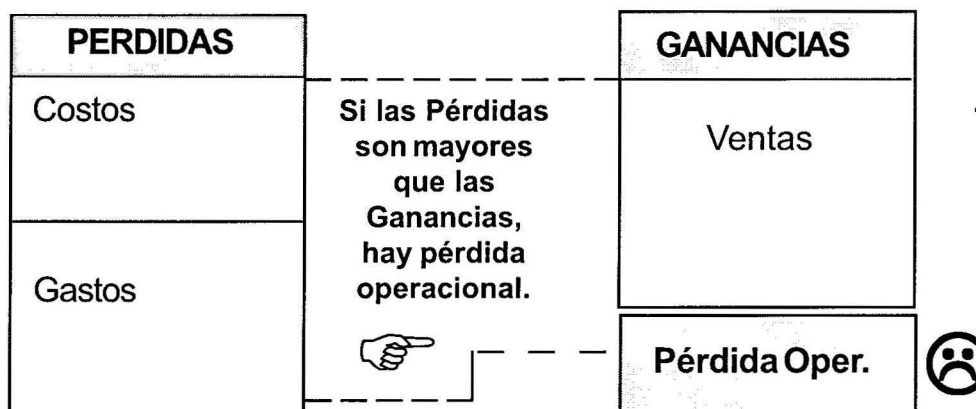 PERDIDAS
Costos
Gastos
Si las Pérdidas
son mayores
que las
Ganancias,
hay pérdida
operacional.
GANANCIAS
Ventas
Pérdida Oper.